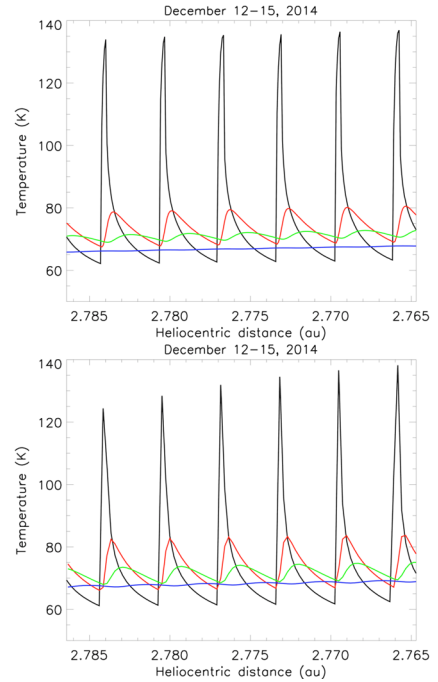 December 12-15, 2014
140
120
100
80
60
Temperature (K)
2.785 2.780 2.775 2.770 2.765
Heliocentric distance (au)
December 12-15, 2014
140
120
100
80
60
Temperature (K)
2.785 2.780 2.775 2.770 2.765
Heliocentric distance (au)